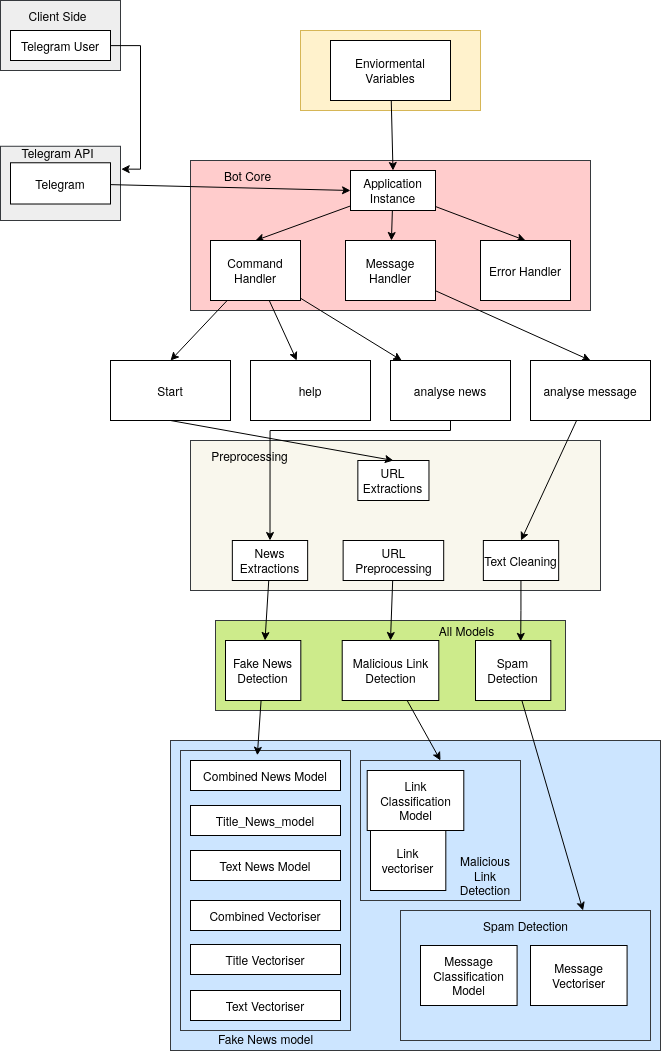 Client Side
Telegram User
Enviormental
Variables
Telegram API
Telegram
Bot Core
Application
Instance
Command
Handler
Message
Handler
Error Handler
Start
help
analyse news
analyse message
Preprocessing
URL
Extractions
News
Extractions
URL
Preprocessing
Text Cleaning
All Models
Fake News
Detection
Malicious Link
Detection
Spam
Detection
Combined News Model
Title_News_model
Text News Model
Combined Vectoriser
Title Vectoriser
Text Vectoriser
Fake News model
Link
Classification
Model
Link
vectoriser
Malicious
Link
Detection
Spam Detection
Message
Classification
Model
Message
Vectoriser